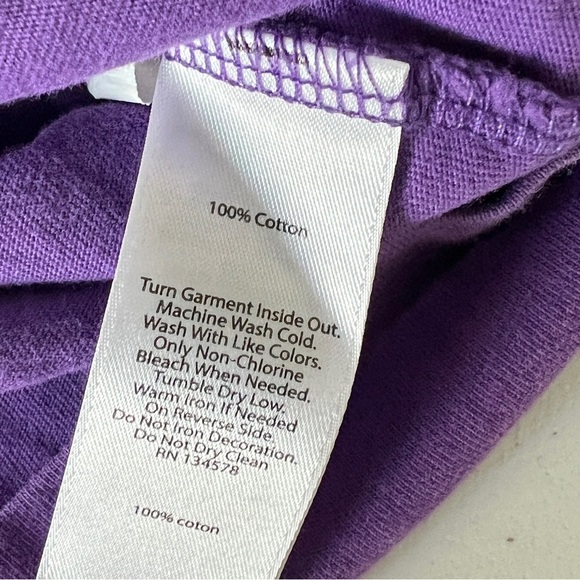 100% Cotton
Turn Garment Inside Out.
Machine Wash Cold.
Wash With Like Colors.
Only Non-Chlorine
Bleach When Needed.
Tumble Dry Low.
Warm Iron If Needed
On Reverse Side
Do Not Iron Decoration.
Do Not Dry Clean
RN 134578
100% coton